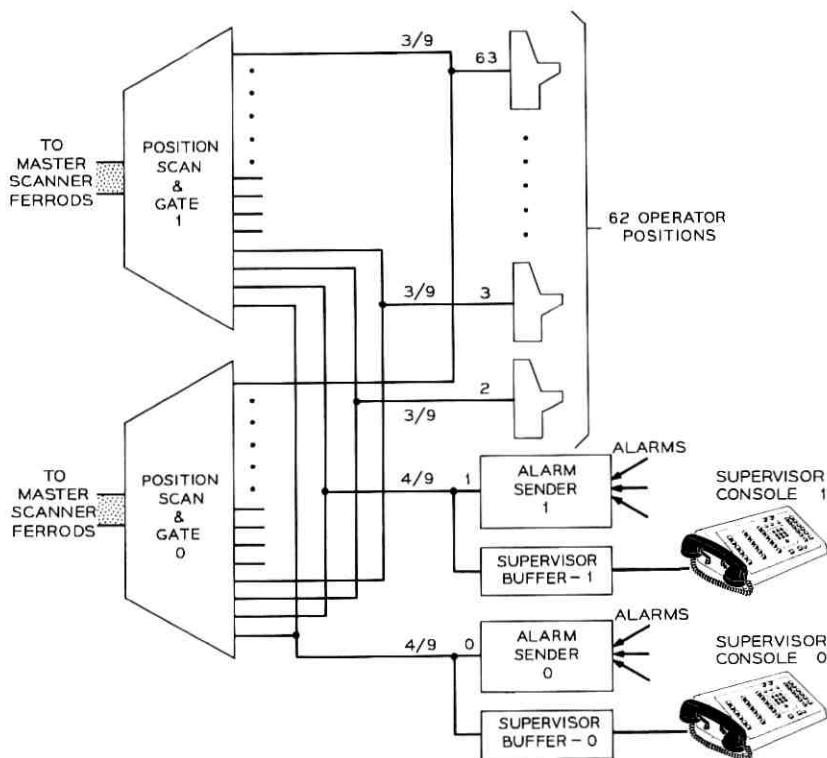 3/9
63
TO
MASTER
SCANNER
FERRODS
POSITION
SCAN
&
GATE
1
62 OPERATOR
POSITIONS
3/9
3
2
3/9
TO
MASTER
SCANNER
FERRODS
POSITION
SCAN
&
GATE
0
4/9
1
ALARM
SENDER
1
ALARMS
SUPERVISOR
CONSOLE 1
SUPERVISOR
BUFFER-1
4/9
0
ALARM
SENDER
0
ALARMS
SUPERVISOR
CONSOLE 0
SUPERVISOR
BUFFER-0